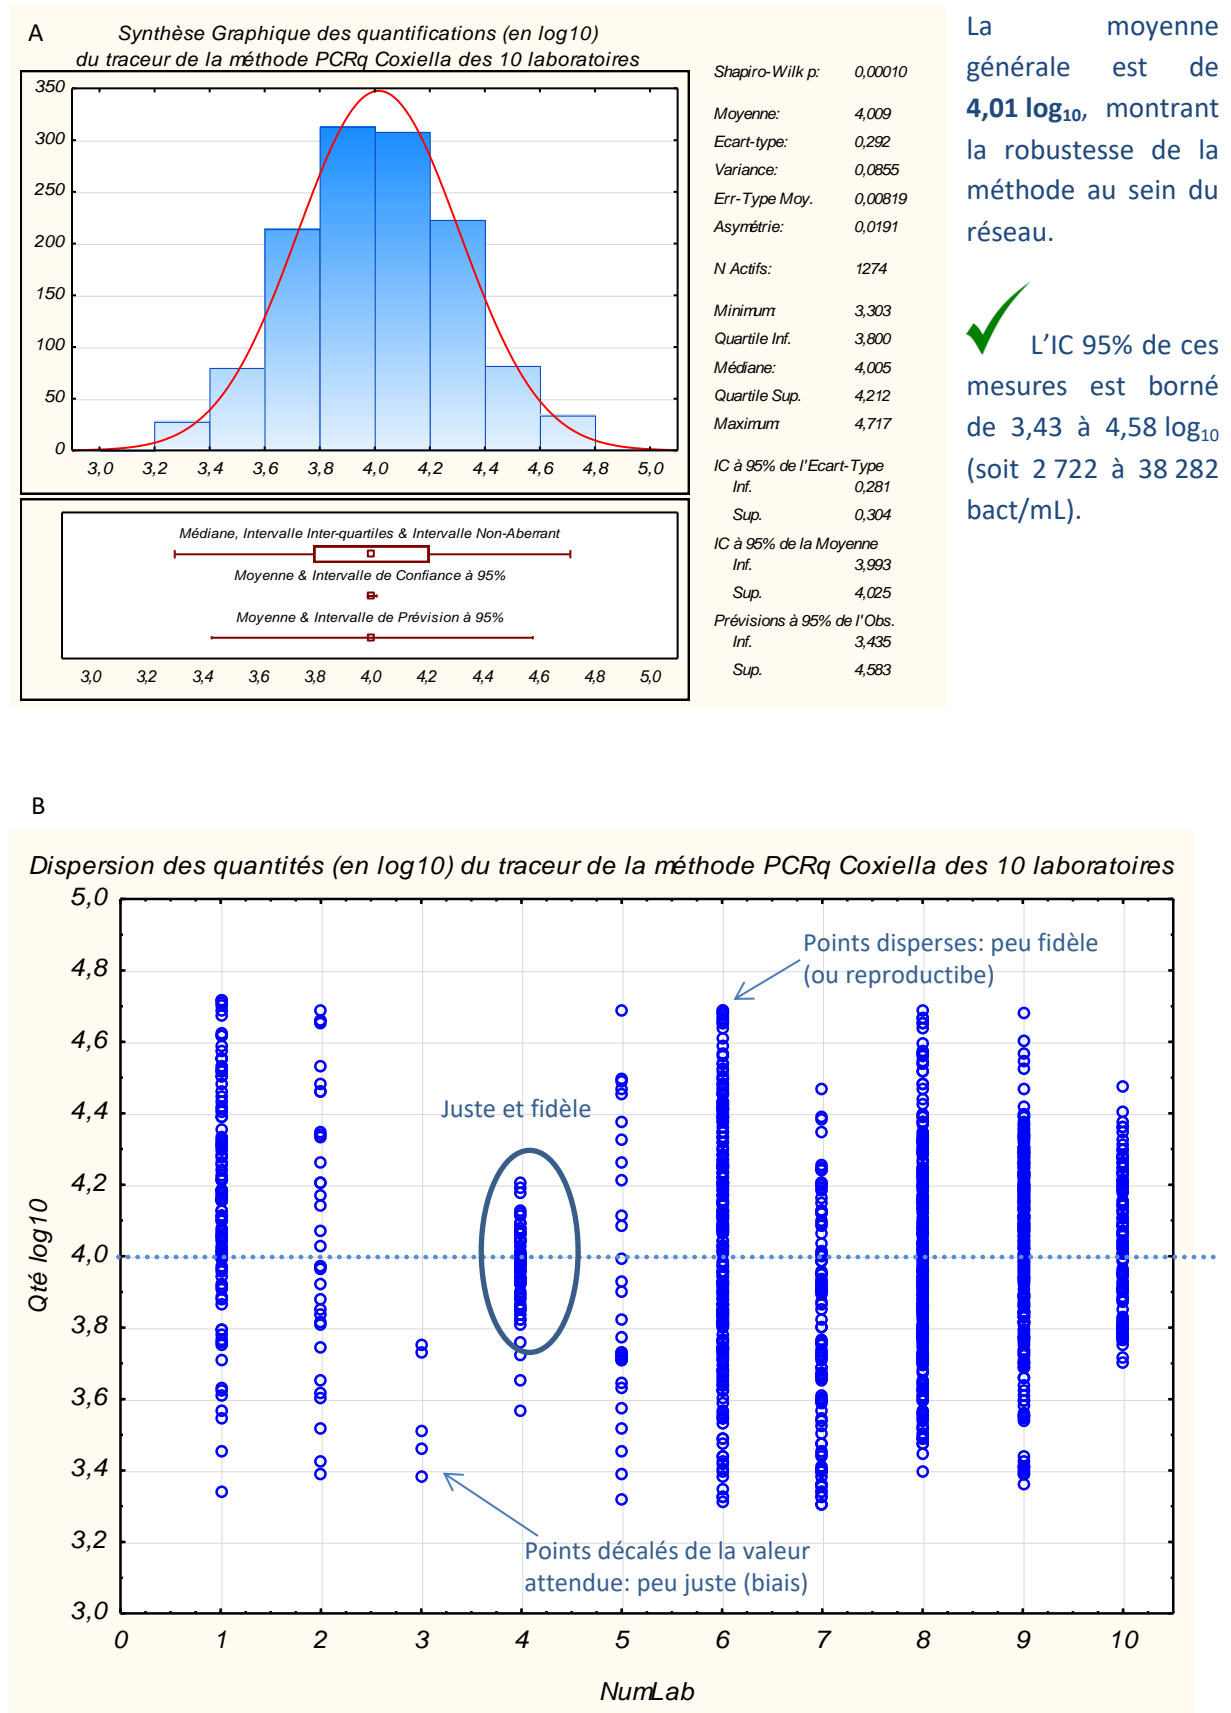 A
Synthèse Graphique des quantifications (en log10)
du traceur de la méthode PCRq Coxiella des 10 laboratoires
350
300
250
200
150
100
50
0
3,0 3,2 3,4 3,6 3,8 4,0 4,2 4,4 4,6 4,8 5,0
Médiane, Intervalle Inter-quartiles & Intervalle Non-Aberrant
Moyenne & Intervalle de Confiance à 95%
Moyenne & Intervalle de Prévision à 95%
3,0 3,2 3,4 3,6 3,8 4,0 4,2 4,4 4,6 4,8 5,0
Shapiro-Wilk p: 0,00010
Moyenne: 4,009
Ecart-type: 0,292
Variance: 0,0855
Err-Type Moy. 0,00819
Asymétrie: 0,0191
N Actifs: 1274
Minimum: 3,303
Quartile Inf. 3,800
Médiane: 4,005
Quartile Sup. 4,212
Maximum: 4,717
IC à 95% de l'Ecart-Type
Inf. 0,281
Sup. 0,304
IC à 95% de la Moyenne
Inf. 3,993
Sup. 4,025
Prévisions à 95% de l'Obs.
Inf. 3,435
Sup. 4,583
La moyenne
générale est de
4,01 log₁₀, montrant
la robustesse de la
méthode au sein du
réseau.
L’IC 95% de ces
mesures est borné
de 3,43 à 4,58 log₁₀
(soit 2 722 à 38 282
bact/mL).
B
Dispersion des quantités (en log10) du traceur de la méthode PCRq Coxiella des 10 laboratoires
5,0
4,8
4,6
4,4
4,2
4,0
3,8
3,6
3,4
3,2
3,0
Qté log10
Points disperses: peu fidèle
(ou reproductibe)
Juste et fidèle
Points décalés de la valeur
attendue: peu juste (biais)
0 1 2 3 4 5 6 7 8 9 10
NumLab